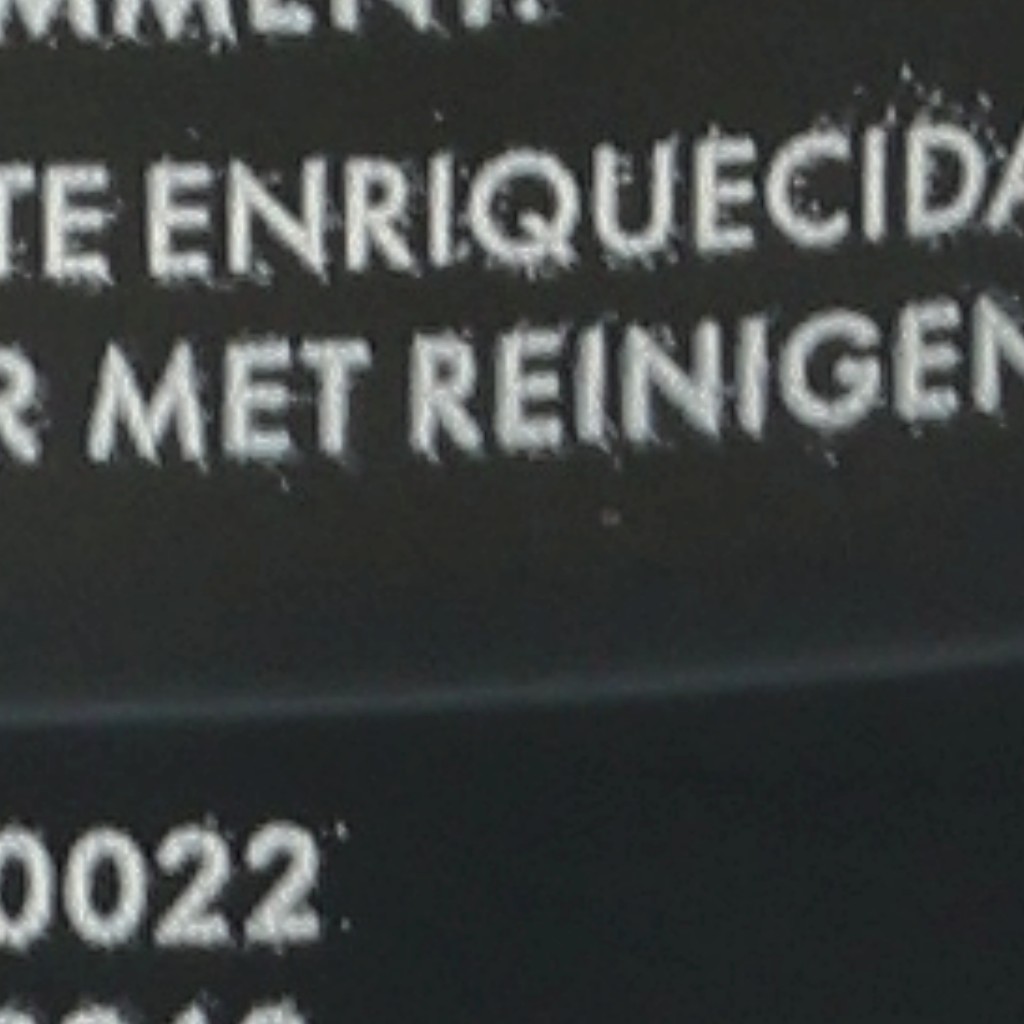 TE ENRIQUECIDA
R MET REINIGEN
0022